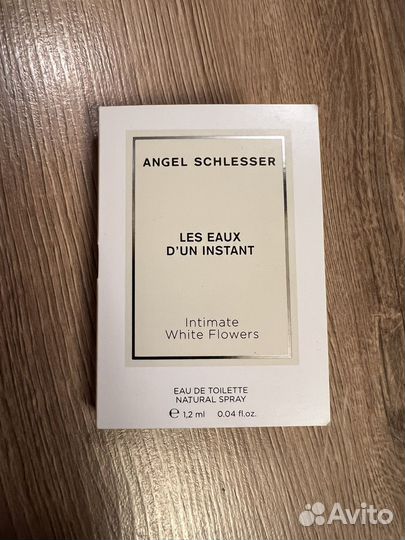 ANGEL SCHLESSER
LES EAUX
D'UN INSTANT
Intimate
White Flowers
EAU DE TOILETTE
NATURAL SPRAY
℮ 1,2 ml 0.04 fl.oz.
Avito